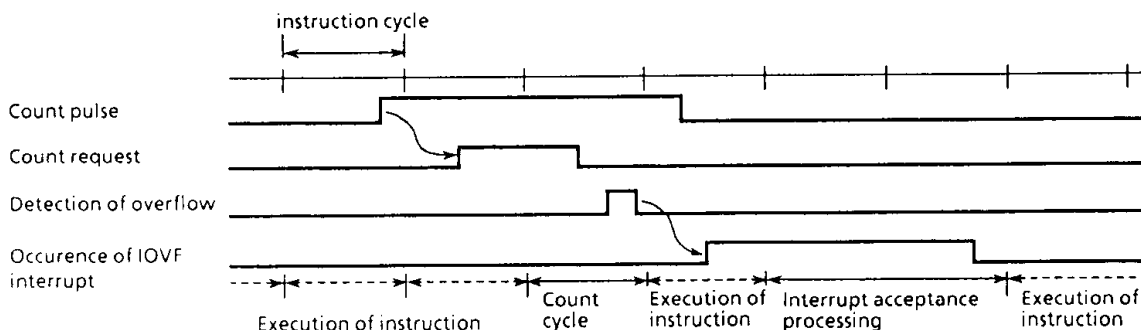 instruction cycle
Count pulse
Count request
Detection of overflow
Occurence of IOVF
interrupt
Execution of instruction
Count
cycle
Execution of
instruction
Interrupt acceptance
processing
Execution of
instruction